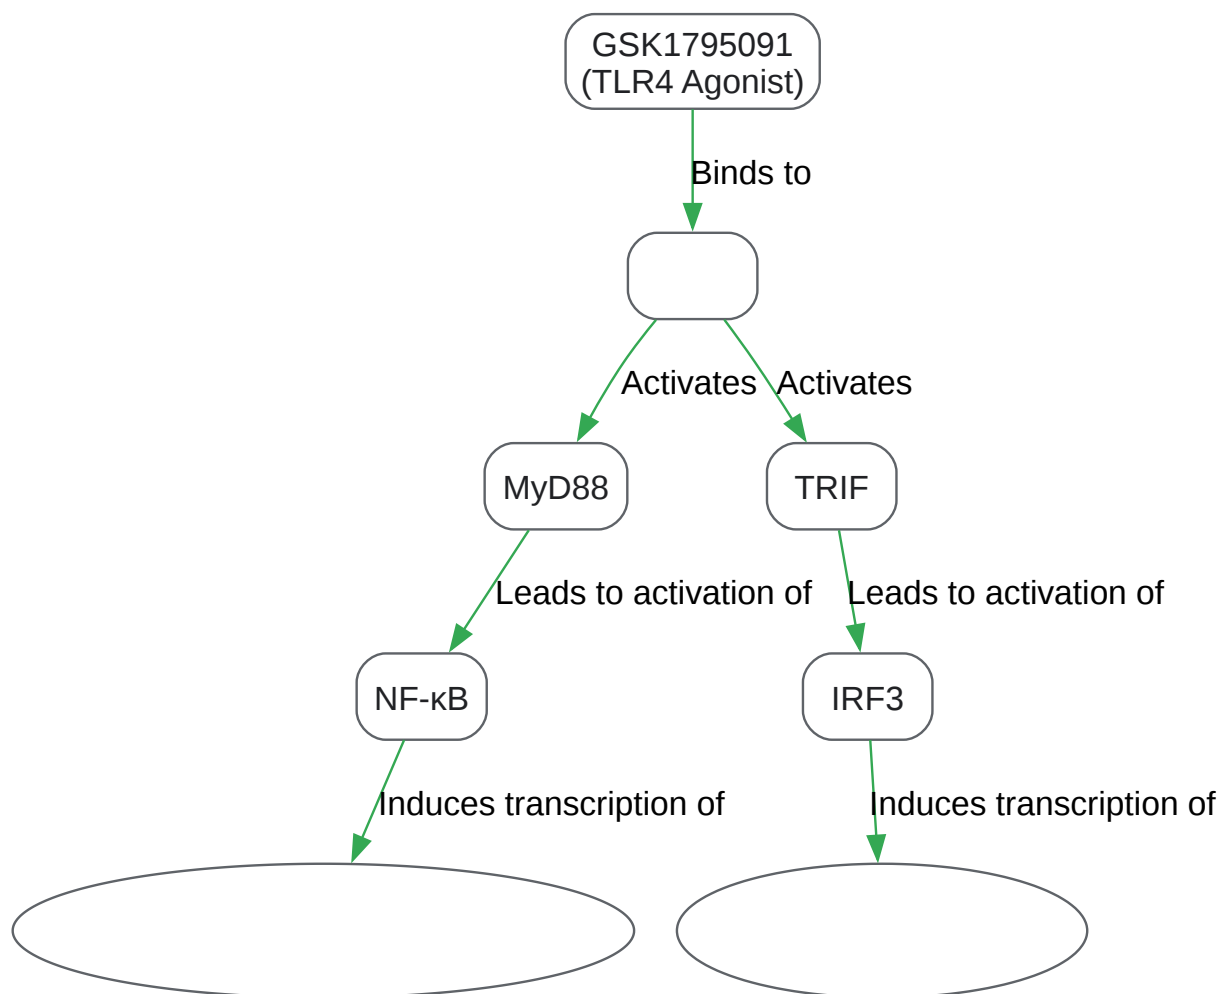 GSK1795091
(TLR4 Agonist)
Binds to
Activates
Activates
MyD88
TRIF
Leads to activation of
Leads to activation of
NF-κB
IRF3
Induces transcription of
Induces transcription of